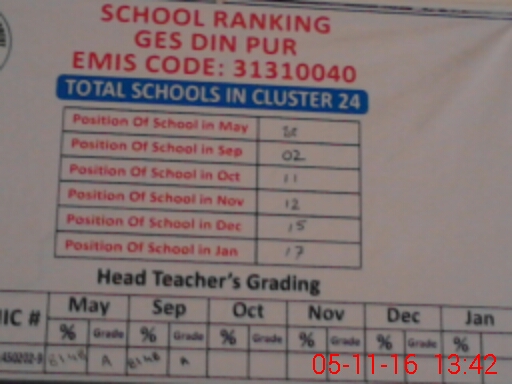 SCHOOL RANKING
GES DIN PUR
EMIS CODE: 31310040
TOTAL SCHOOLS IN CLUSTER 24
Position Of School in May
Position Of School in Sep 02
Position Of School in Oct 11
Position Of School in Nov 12
Position Of School in Dec 15
Position Of School in Jan 17
Head Teacher's Grading
IC # May Sep Oct Nov Dec Jan
% Grade % Grade % Grade % Grade % Grade %
A A
05-11-16 13:42